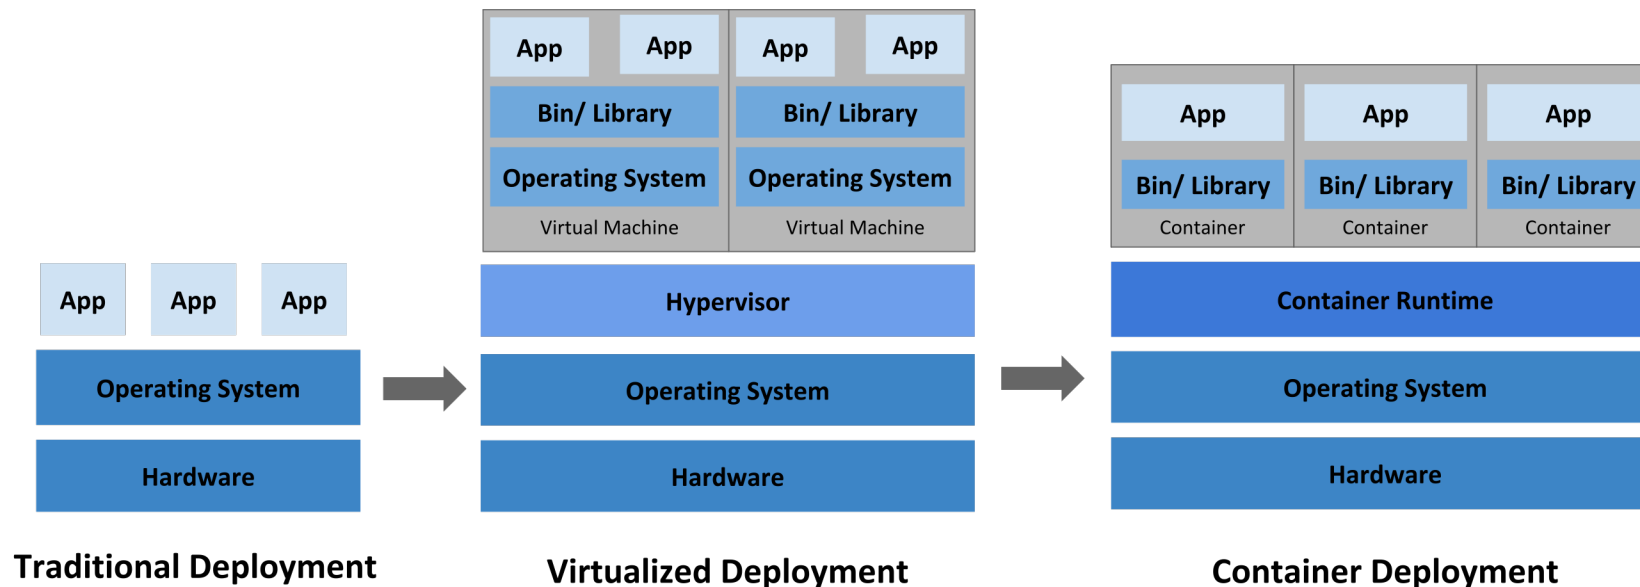 App
App
App
Operating System
Hardware
Traditional Deployment
App
App
Bin/ Library
Operating System
Virtual Machine
App
App
Bin/ Library
Operating System
Virtual Machine
Hypervisor
Operating System
Hardware
Virtualized Deployment
App
Bin/ Library
Container
App
Bin/ Library
Container
App
Bin/ Library
Container
Container Runtime
Operating System
Hardware
Container Deployment